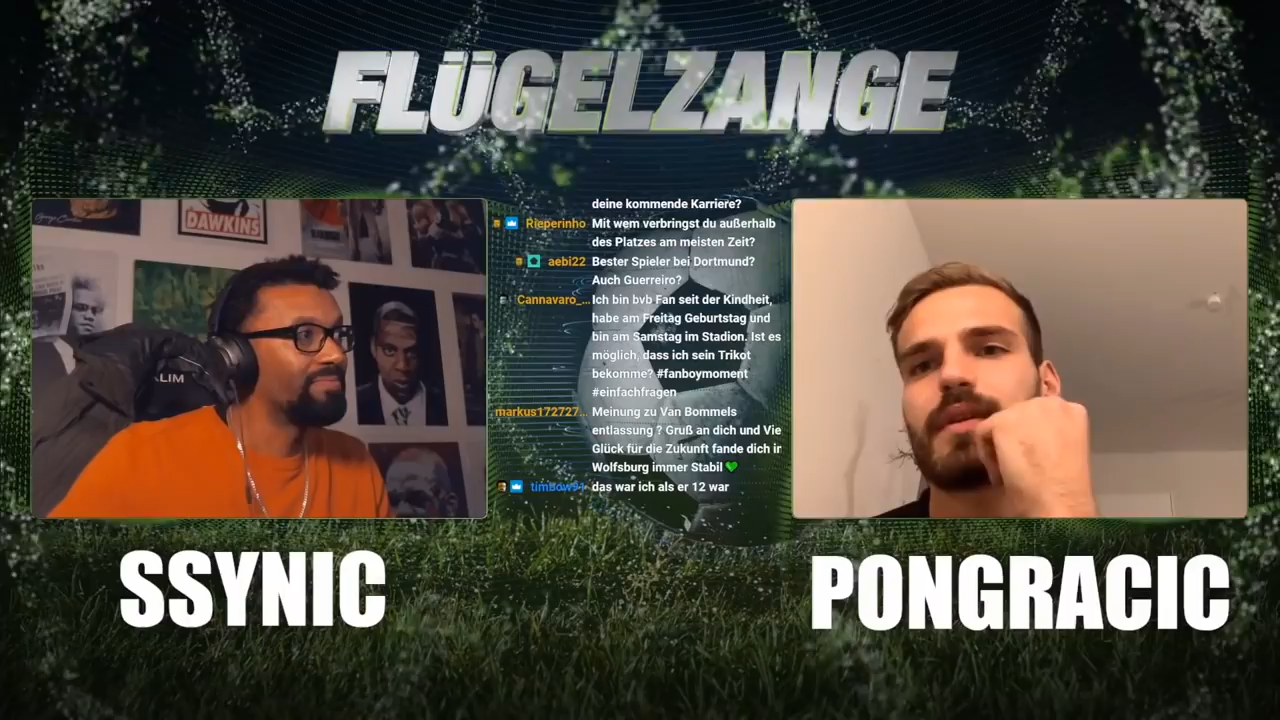 FLÜGELZANGE
DAWKINS
deine kommende Karriere?
Rieperinho Mit wem verbringst du außerhalb
des Platzes am meisten Zeit?
aebi22 Bester Spieler bei Dortmund?
Auch Guerreiro?
Cannavaro_... Ich bin bvb Fan seit der Kindheit,
habe am Freitag Geburtstag und
bin am Samstag im Stadion. Ist es
möglich, dass ich sein Trikot
bekomme? #fanboymoment
#einfachfragen
markus172727... Meinung zu Van Bommels
entlassung ? Gruß an dich und Vie
Glück für die Zukunft fande dich in
Wolfsburg immer Stabil 💚
timbow91 das war ich als er 12 war
SSYNIC
PONGRACIC